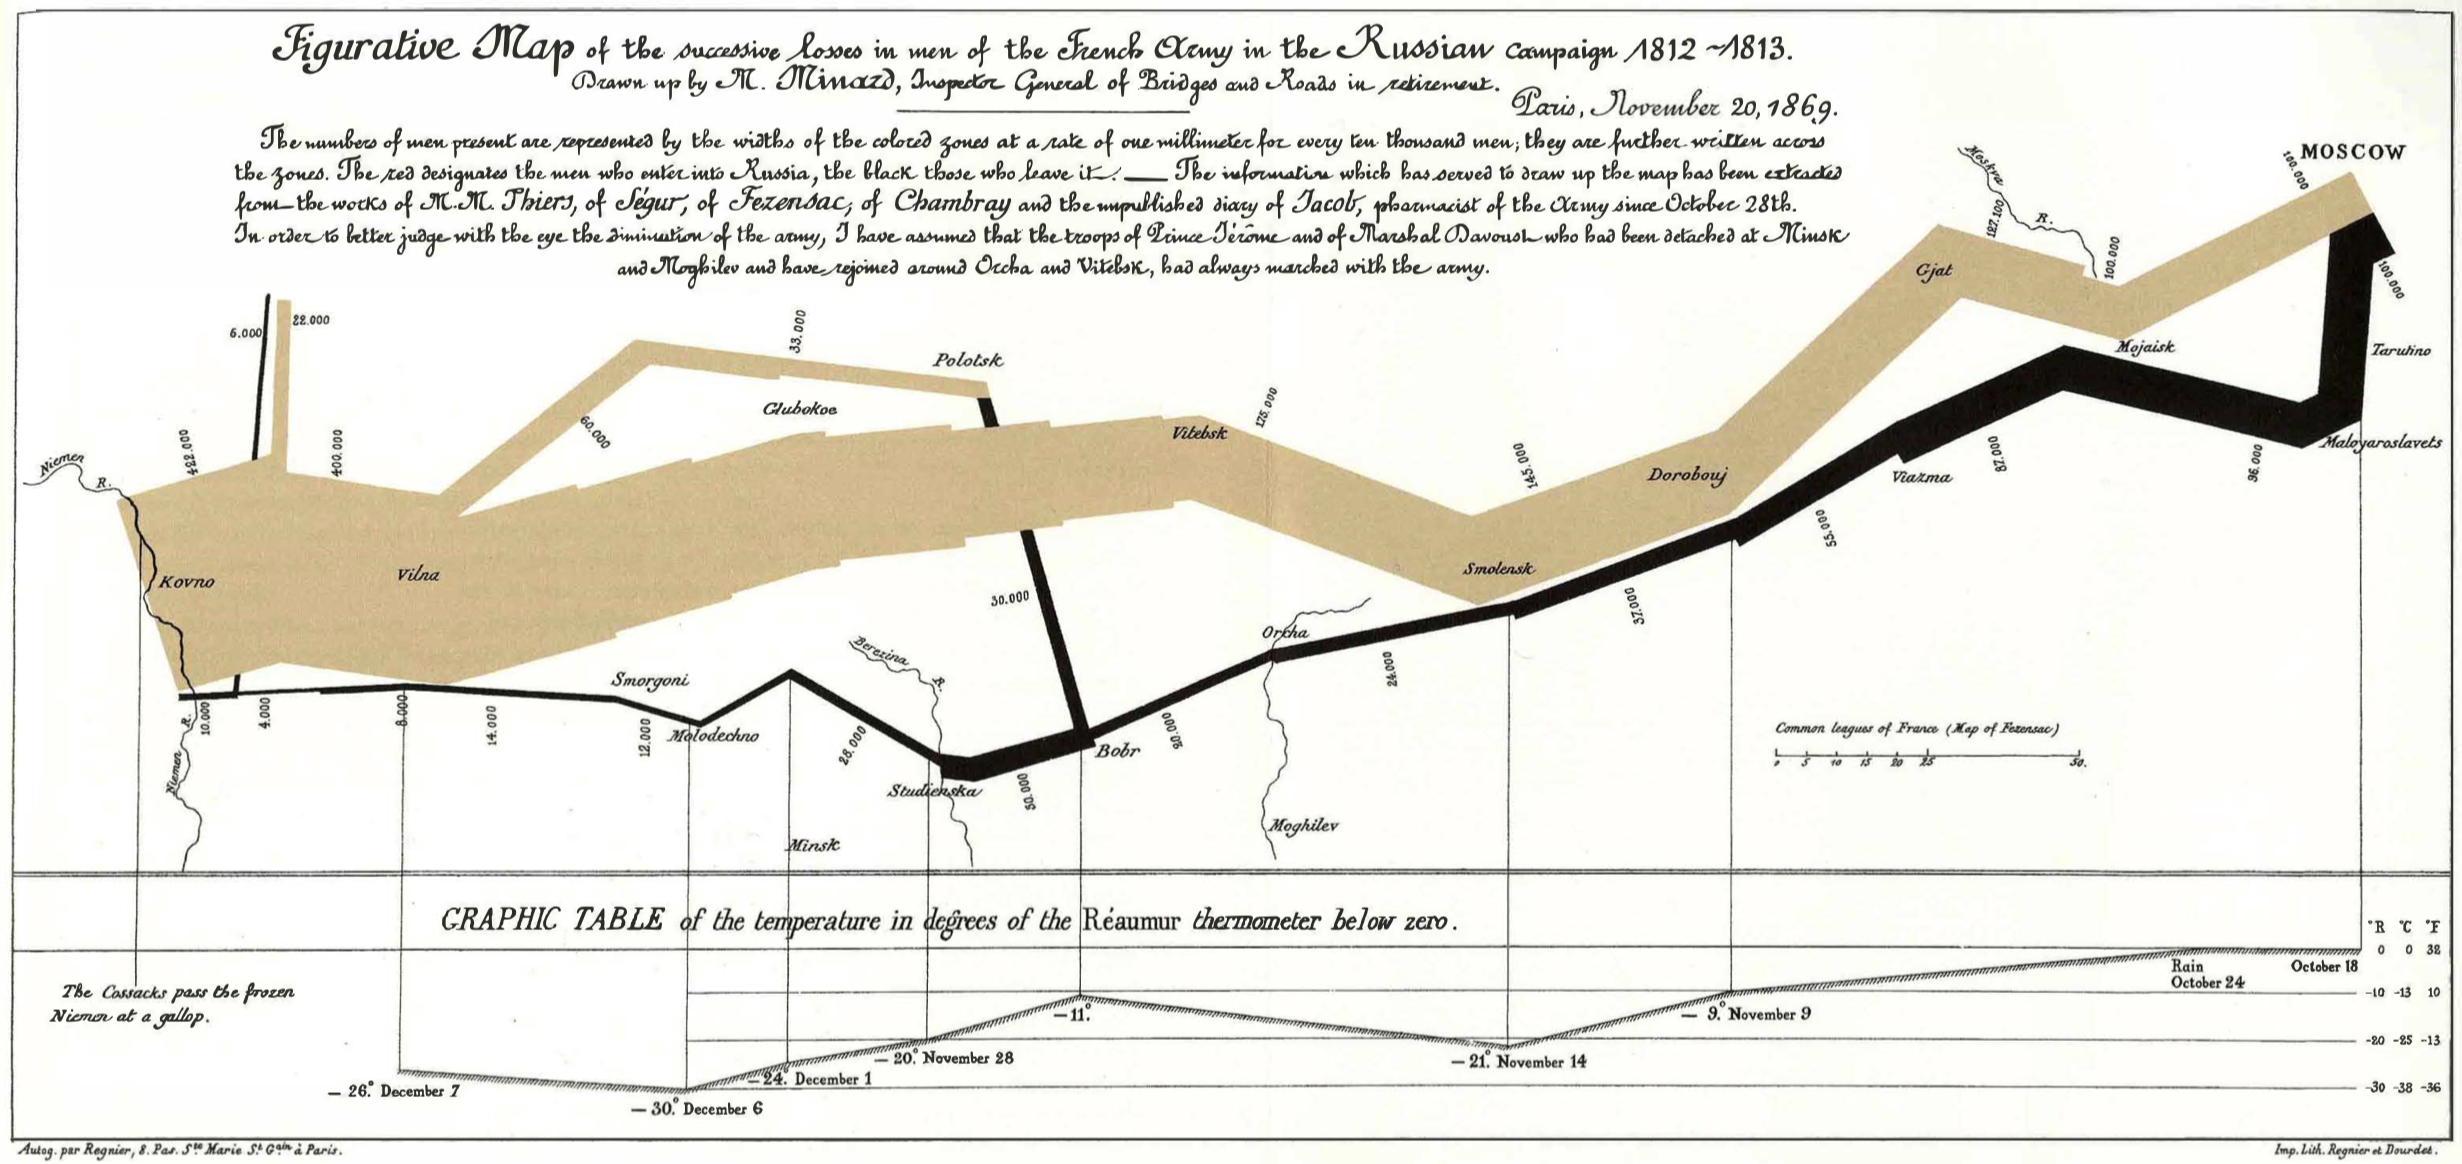 Figurative Map of the successive losses in men of the French Army in the Russian campaign 1812 ~1813.
Drawn up by M. Minard, Inspector General of Bridges and Roads in retirement.
Paris, November 20, 1869.
The numbers of men present are represented by the widths of the colored zones at a rate of one millimeter for every ten thousand men; they are further written across
the zones. The red designates the men who enter into Russia, the black those who leave it. — The information which has served to draw up the map has been extracted
from the works of M.M. Thiers, of Ségur, of Fezensac, of Chambray and the unpublished diary of Jacob, pharmacist of the Army since October 28th.
In order to better judge with the eye the diminution of the army, I have assumed that the troops of Prince Jérôme and of Marshal Davoush who had been detached at Minsk
and Moghilev and have rejoined around Orcha and Vitebsk, had always marched with the army.
Moskva
R.
100.000
MOSCOW
127.100
100.000
100.000
Gjat
Mojaisk
Tarutino
6.000
22.000
33.000
Polotsk
Glubokoe
60.000
422.000
400.000
175.000
Vitebsk
145.000
Dorobouj
Viazma
82.000
96.000
Maloyaroslavets
Niemen
R.
Kovno
Vilna
Smolensk
55.000
37.000
30.000
Orcha
24.000
Berezina
R.
Smorgoni
Molodechno
10.000
4.000
8.000
14.000
12.000
28.000
Studienska
50.000
Bobr
20.000
R.
Niemen
Minsk
Moghilev
Common leagues of France (Map of Fezensac)
0 5 10 15 20 25 50.
GRAPHIC TABLE of the temperature in degrees of the Réaumur thermometer below zero.
°R °C °F
0 0 32
-10 -13 10
-20 -25 -13
-30 -38 -36
October 18
Rain
October 24
— 9.° November 9
— 21.° November 14
— 11.°
— 20.° November 28
— 24.° December 1
— 30.° December 6
— 26.° December 7
The Cossacks pass the frozen
Niemen at a gallop.
Autog. par Regnier, 8. Pas. Ste Marie St Gain à Paris.
Imp. Lith. Regnier et Dourdet.